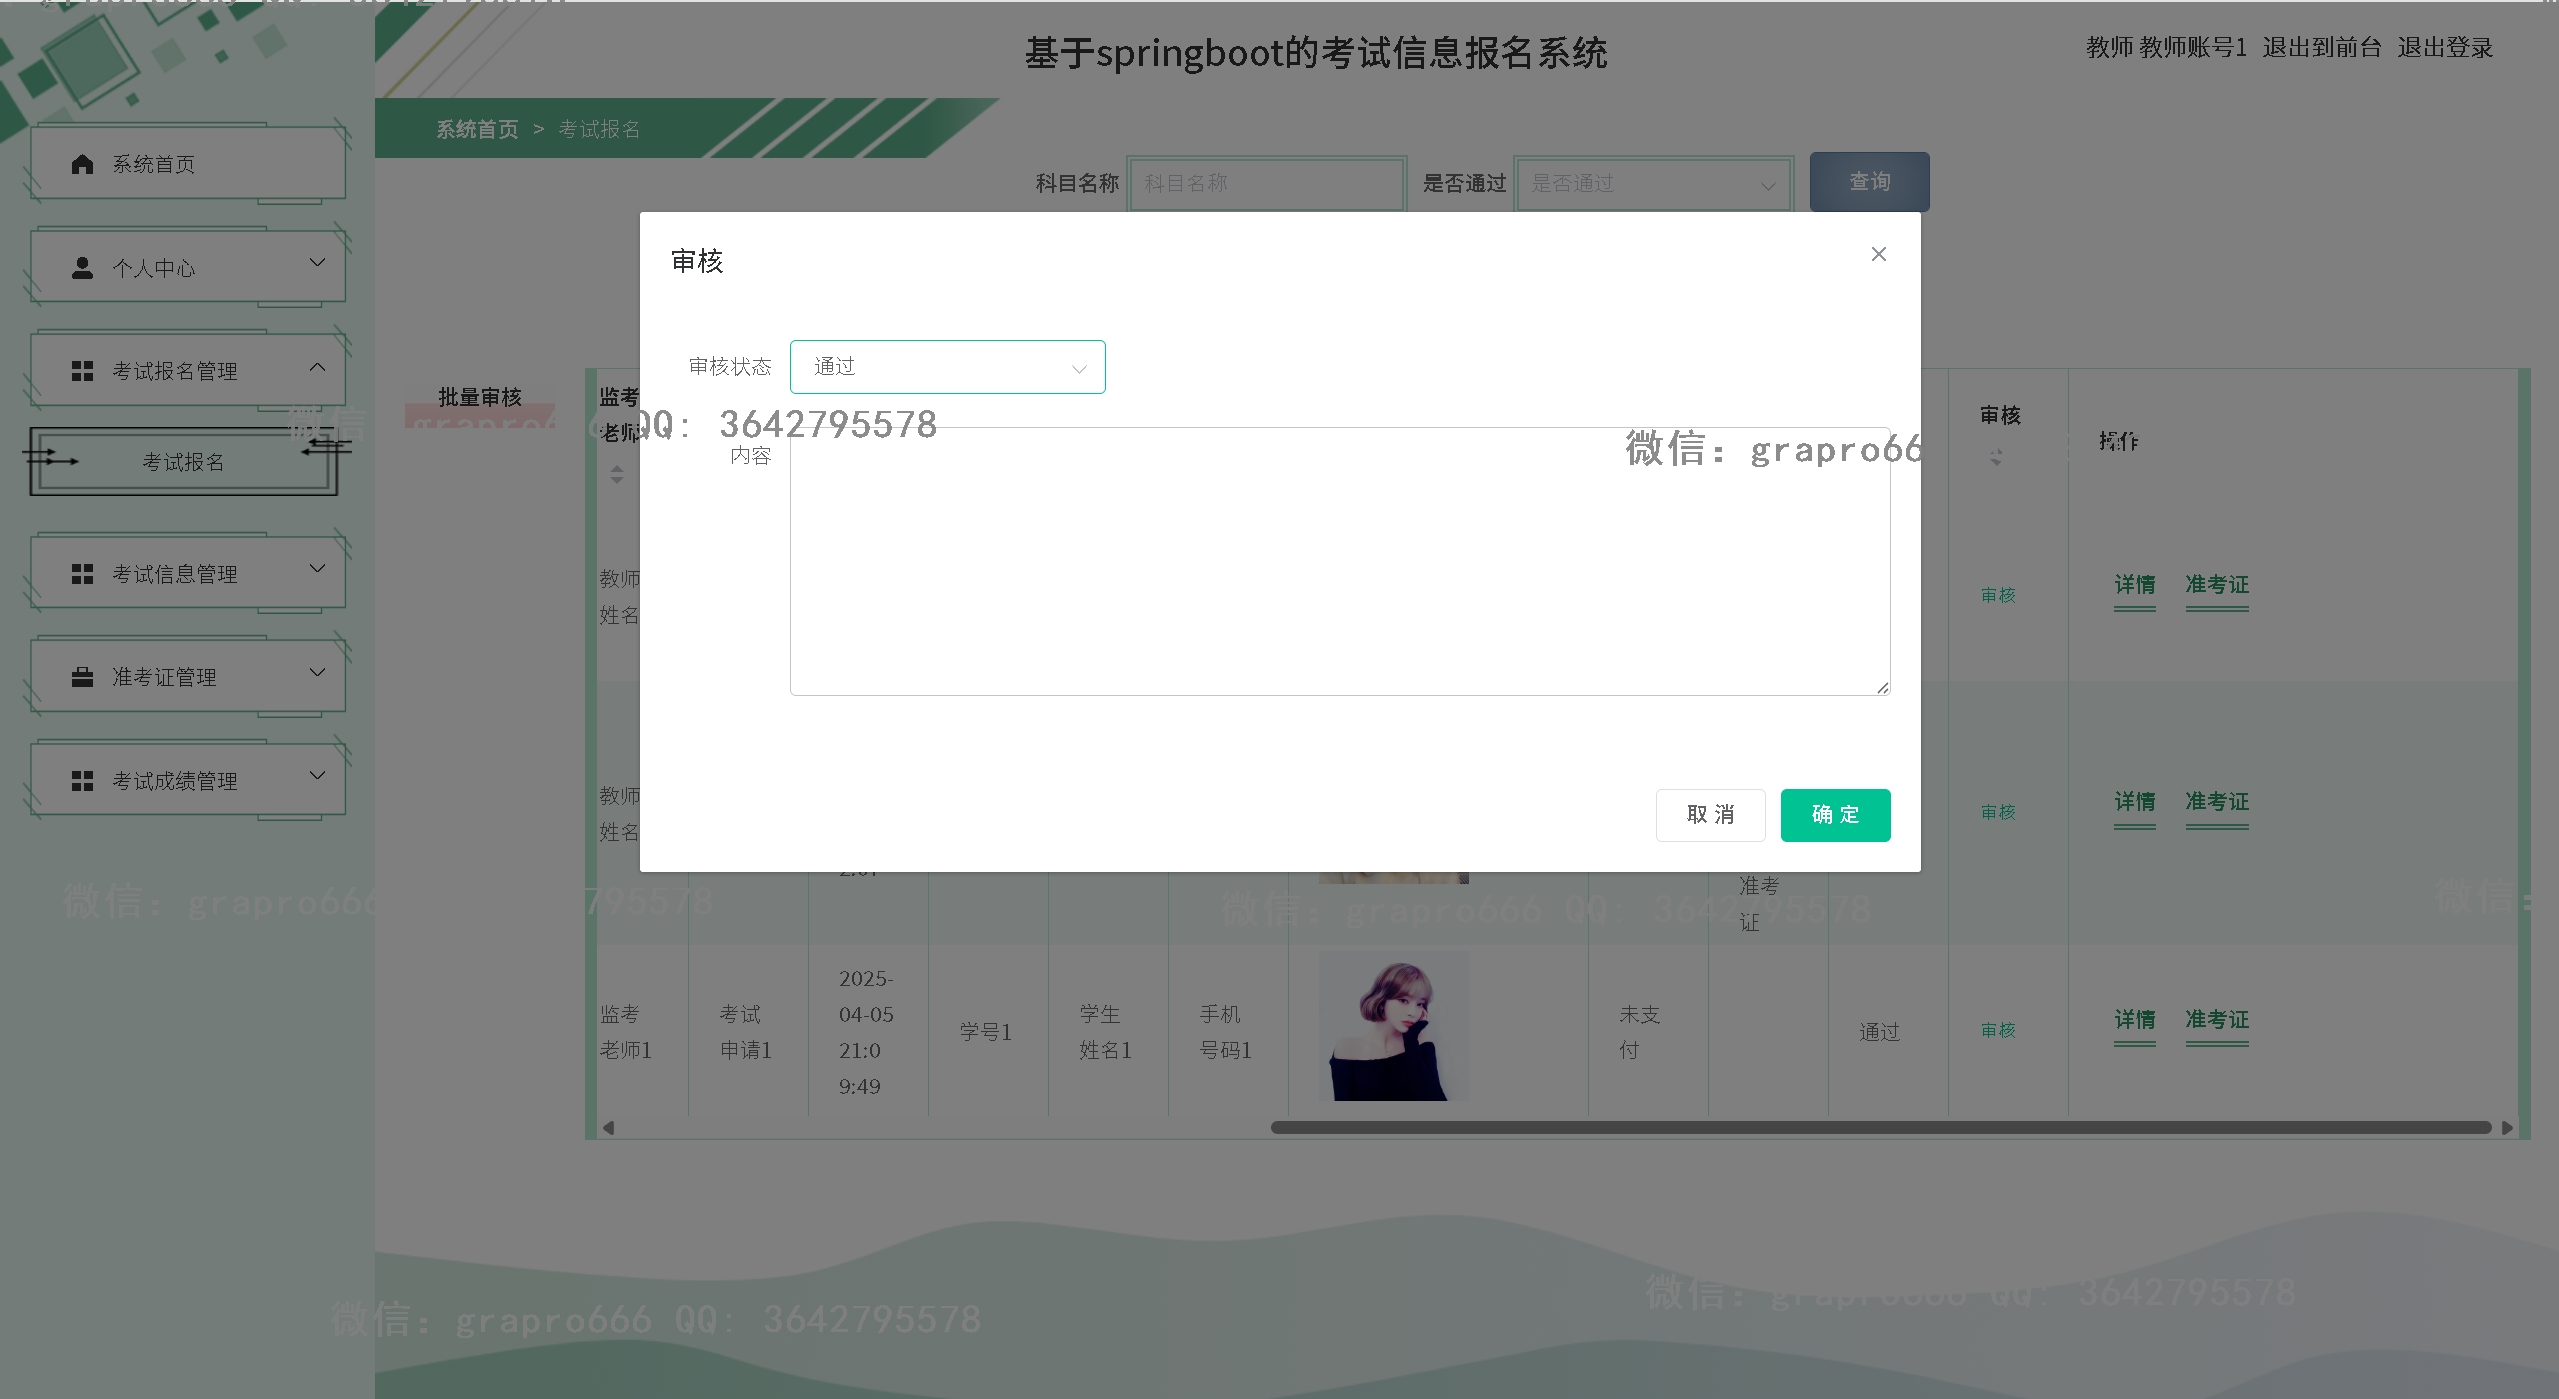 基于springboot的考试信息报名系统
教师 教师账号1 退出到前台 退出登录
系统首页 > 考试报名
系统首页
个人中心
考试报名管理
考试报名
考试信息管理
准考证管理
考试成绩管理
科目名称 科目名称 是否通过 是否通过 查询
审核
审核状态 通过
内容
取消 确定
批量审核
监考
老师
审核
操作
教师
姓名
审核 详情 准考证
教师
姓名
审核 详情 准考证
准考
证
监考
老师1
考试
申请1
2025-
04-05
21:0
9:49
学号1
学生
姓名1
手机
号码1
未支
付
通过
审核 详情 准考证
微信
grapro6
QQ: 3642795578
微信: grapro66
微信: grapro666
795578
微信: grapro666 QQ: 3642795578
微信:
微信: grapro666 QQ: 3642795578
微信: grapro666 QQ: 3642795578